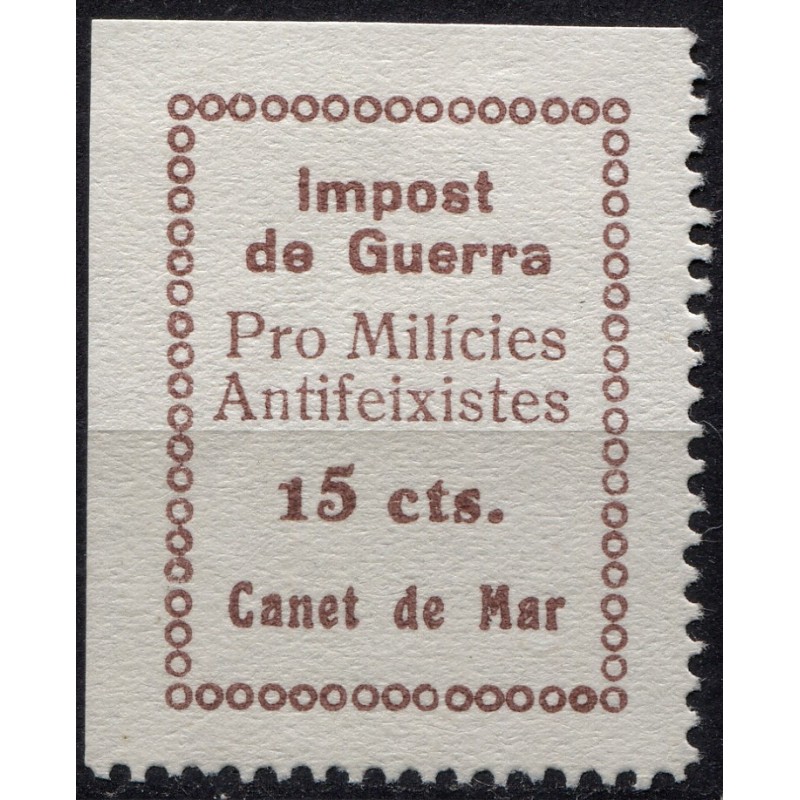 Impost
de Guerra
Pro Milícies
Antifeixistes
15 cts.
Canet de Mar